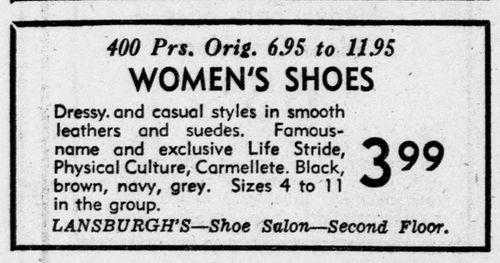 400 Prs. Orig. 6.95 to 11.95
WOMEN'S SHOES
Dressy. and casual styles in smooth
leathers and suedes. Famous-
name and exclusive Life Stride,
Physical Culture, Carmellete. Black,
brown, navy, grey. Sizes 4 to 11
in the group.
3.99
LANSBURGH'S—Shoe Salon—Second Floor.